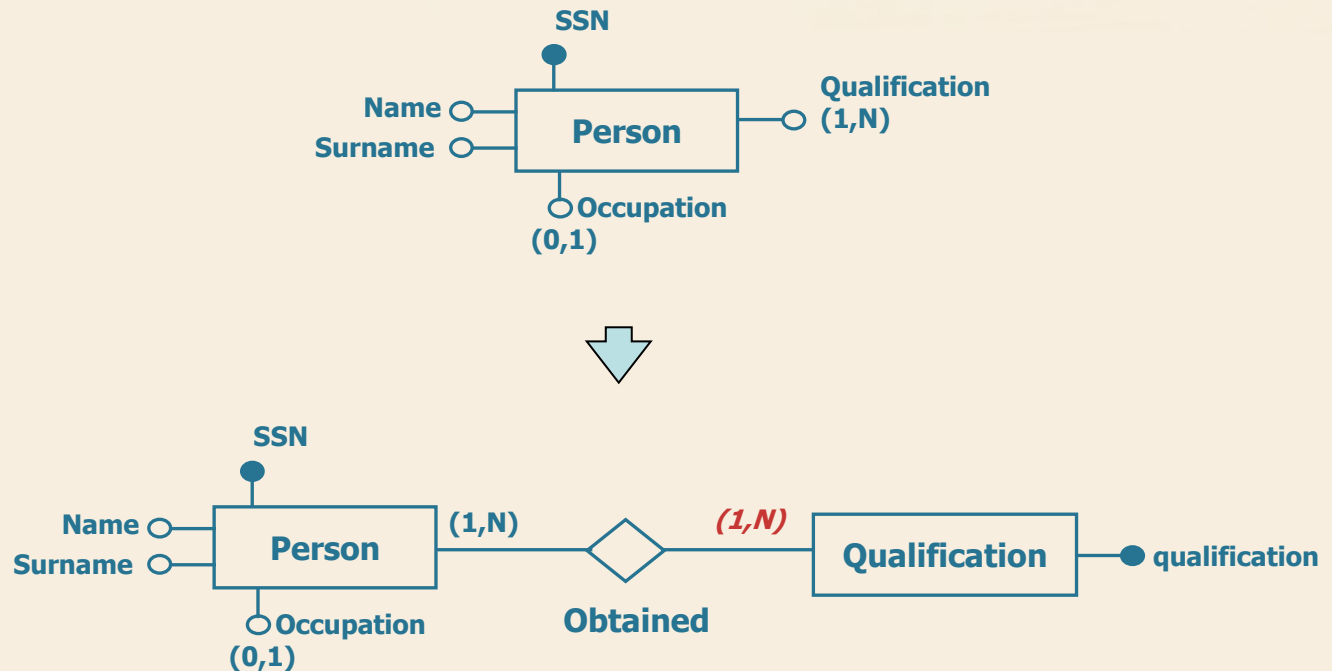 SSN
Qualification
(1,N)
Name
Person
Surname
Occupation
(0,1)
SSN
Name
(1,N)
(1,N)
Person
Qualification
qualification
Surname
Occupation
Obtained
(0,1)